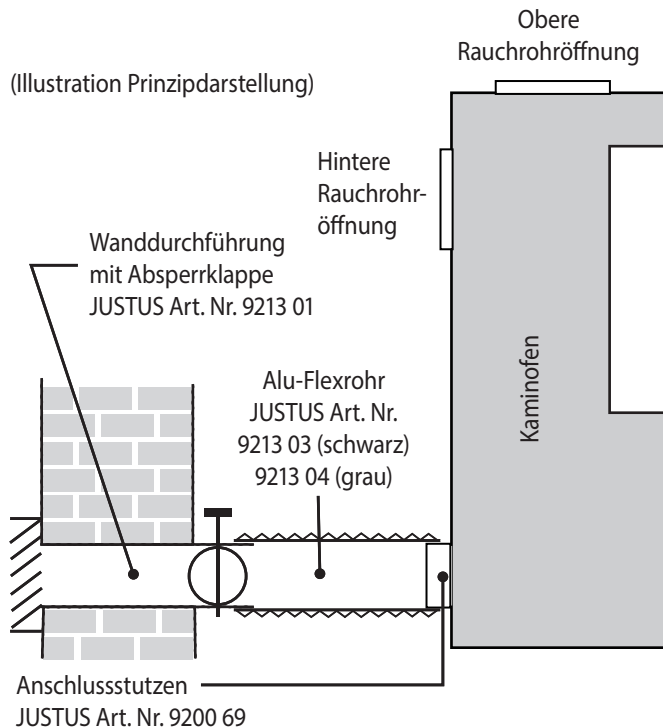 Obere
Rauchrohröffnung
(Illustration Prinzipdarstellung)
Hintere
Rauchrohr-
öffnung
Wanddurchführung
mit Absperrklappe
JUSTUS Art. Nr. 9213 01
Kaminofen
Alu-Flexrohr
JUSTUS Art. Nr.
9213 03 (schwarz)
9213 04 (grau)
Anschlussstutzen
JUSTUS Art. Nr. 9200 69